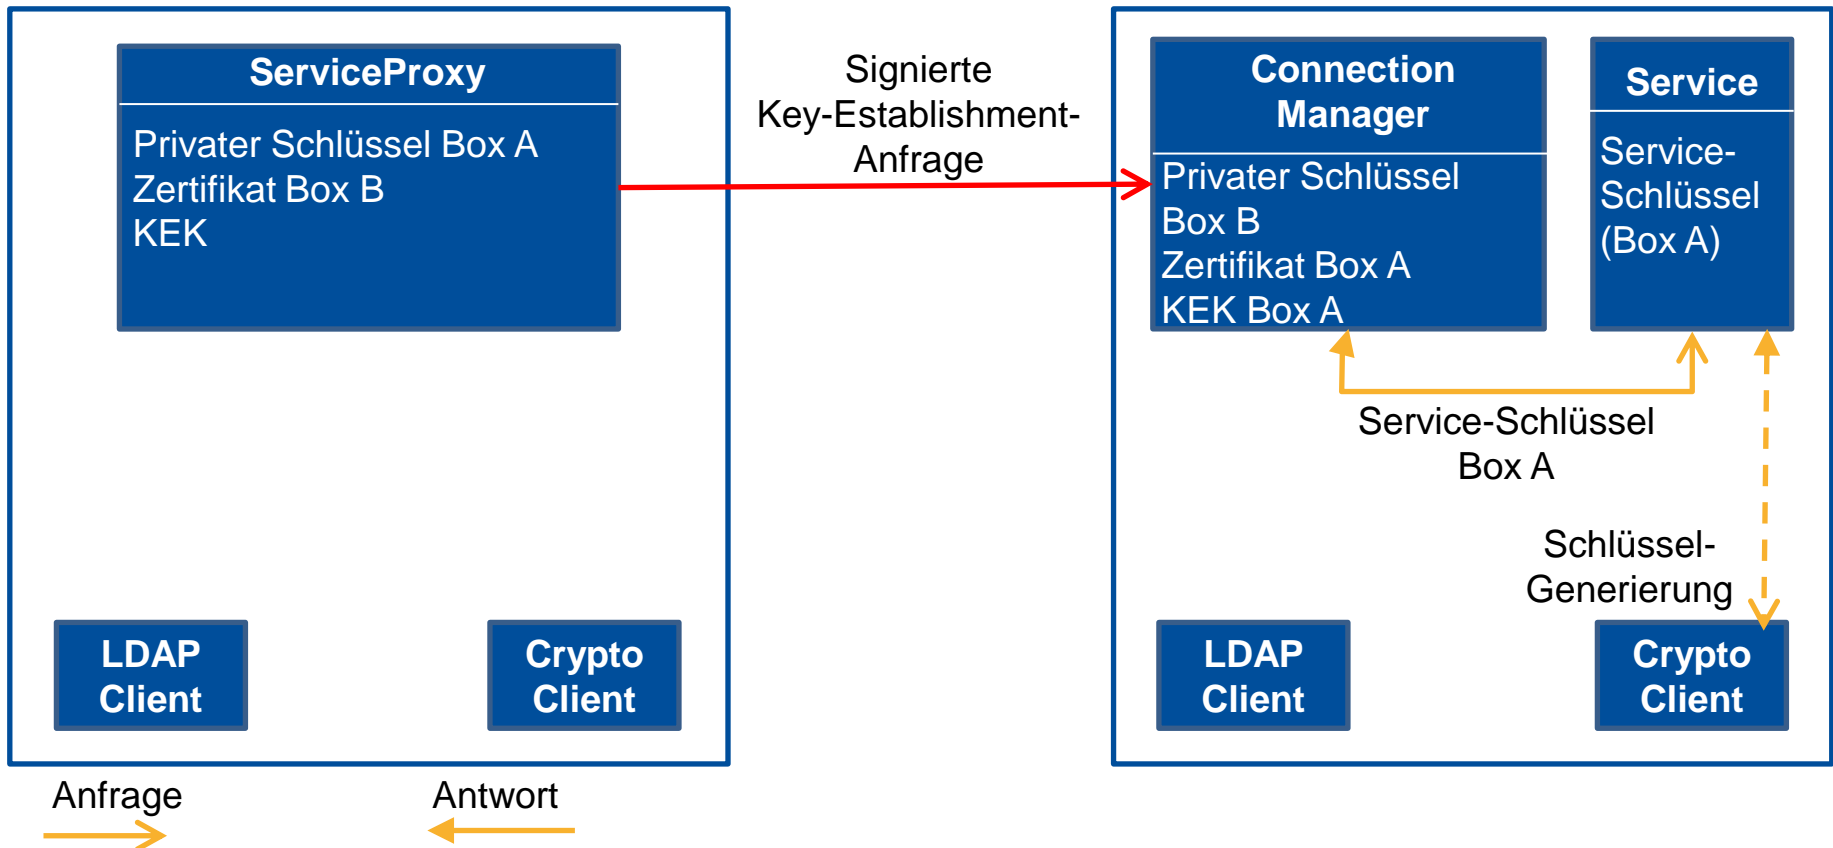 ServiceProxy
Privater Schlüssel Box A
Zertifikat Box B
KEK
Signierte
Key-Establishment-
Anfrage
Connection
Manager
Privater Schlüssel
Box B
Zertifikat Box A
KEK Box A
Service
Service-
Schlüssel
(Box A)
Service-Schlüssel
Box A
Schlüssel-
Generierung
LDAP
Client
Crypto
Client
LDAP
Client
Crypto
Client
Anfrage
Antwort